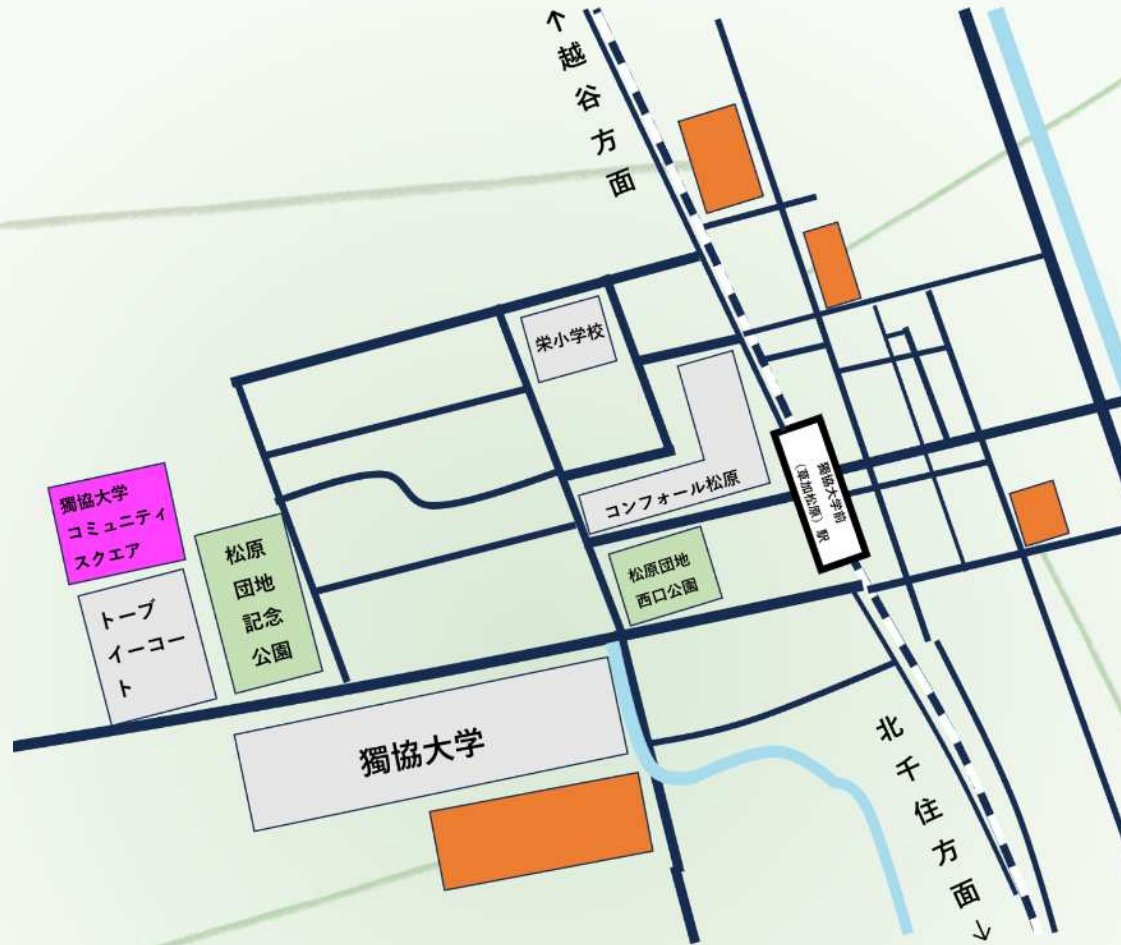 ↑越谷方面
栄小学校
獨協大学
コミュニティ
スクエア
トーブ
イーコー
ト
松原
団地
記念
公園
コンフォール松原
獨協大学前
(草加松原)駅
松原団地
西口公園
獨協大学
北千住方面↓